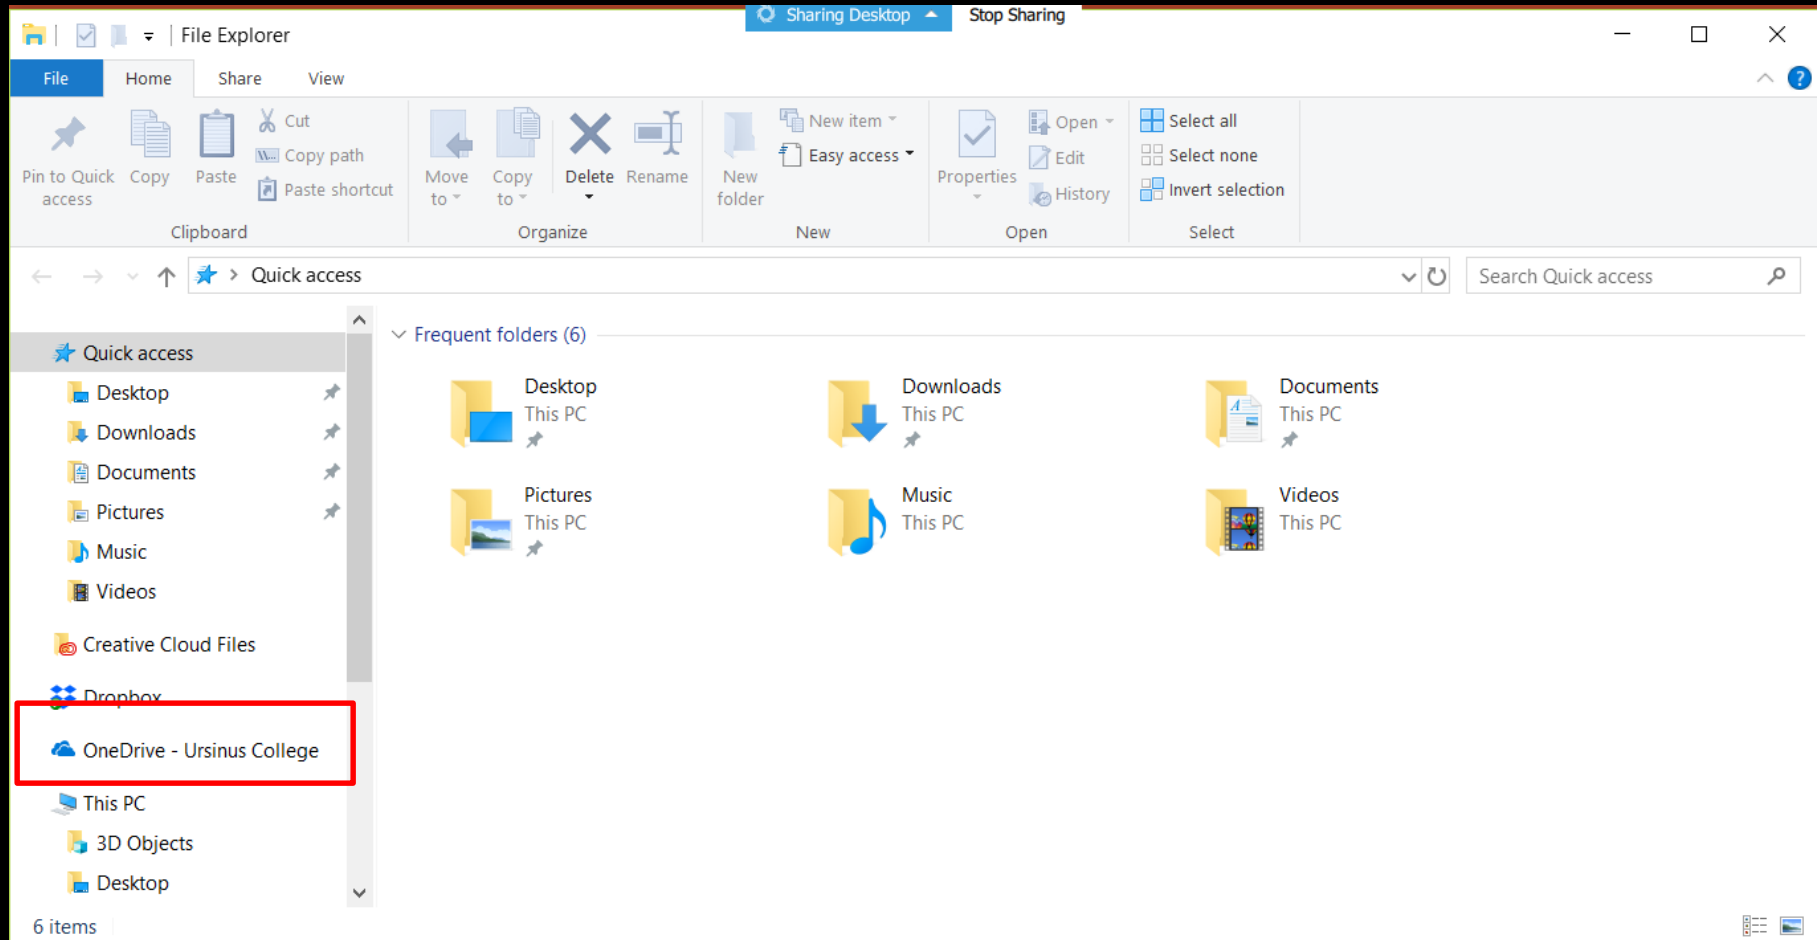 Sharing Desktop Stop Sharing
File Explorer
File Home Share View
Pin to Quick access
Copy
Paste
Cut
Copy path
Paste shortcut
Clipboard
Move to
Copy to
Delete
Rename
Organize
New folder
New item
Easy access
New
Properties
Open
Edit
History
Open
Select all
Select none
Invert selection
Select
Quick access
Search Quick access
Quick access
Desktop
Downloads
Documents
Pictures
Music
Videos
Creative Cloud Files
Dropbox
OneDrive - Ursinus College
This PC
3D Objects
Desktop
Frequent folders (6)
Desktop
This PC
Downloads
This PC
Documents
This PC
Pictures
This PC
Music
This PC
Videos
This PC
6 items